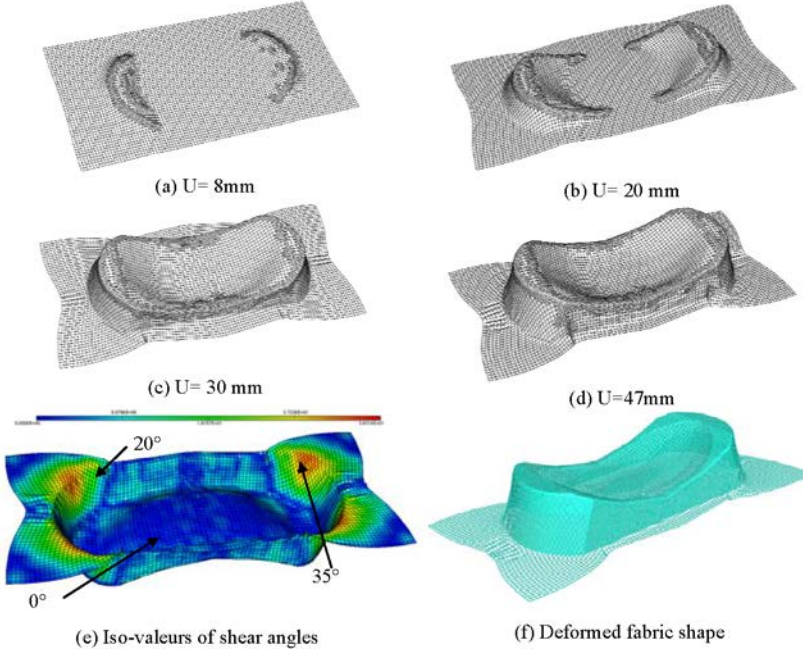 (a) U= 8mm
(b) U= 20 mm
(c) U= 30 mm
(d) U=47mm
20°
35°
0°
(e) Iso-valeurs of shear angles
(f) Deformed fabric shape